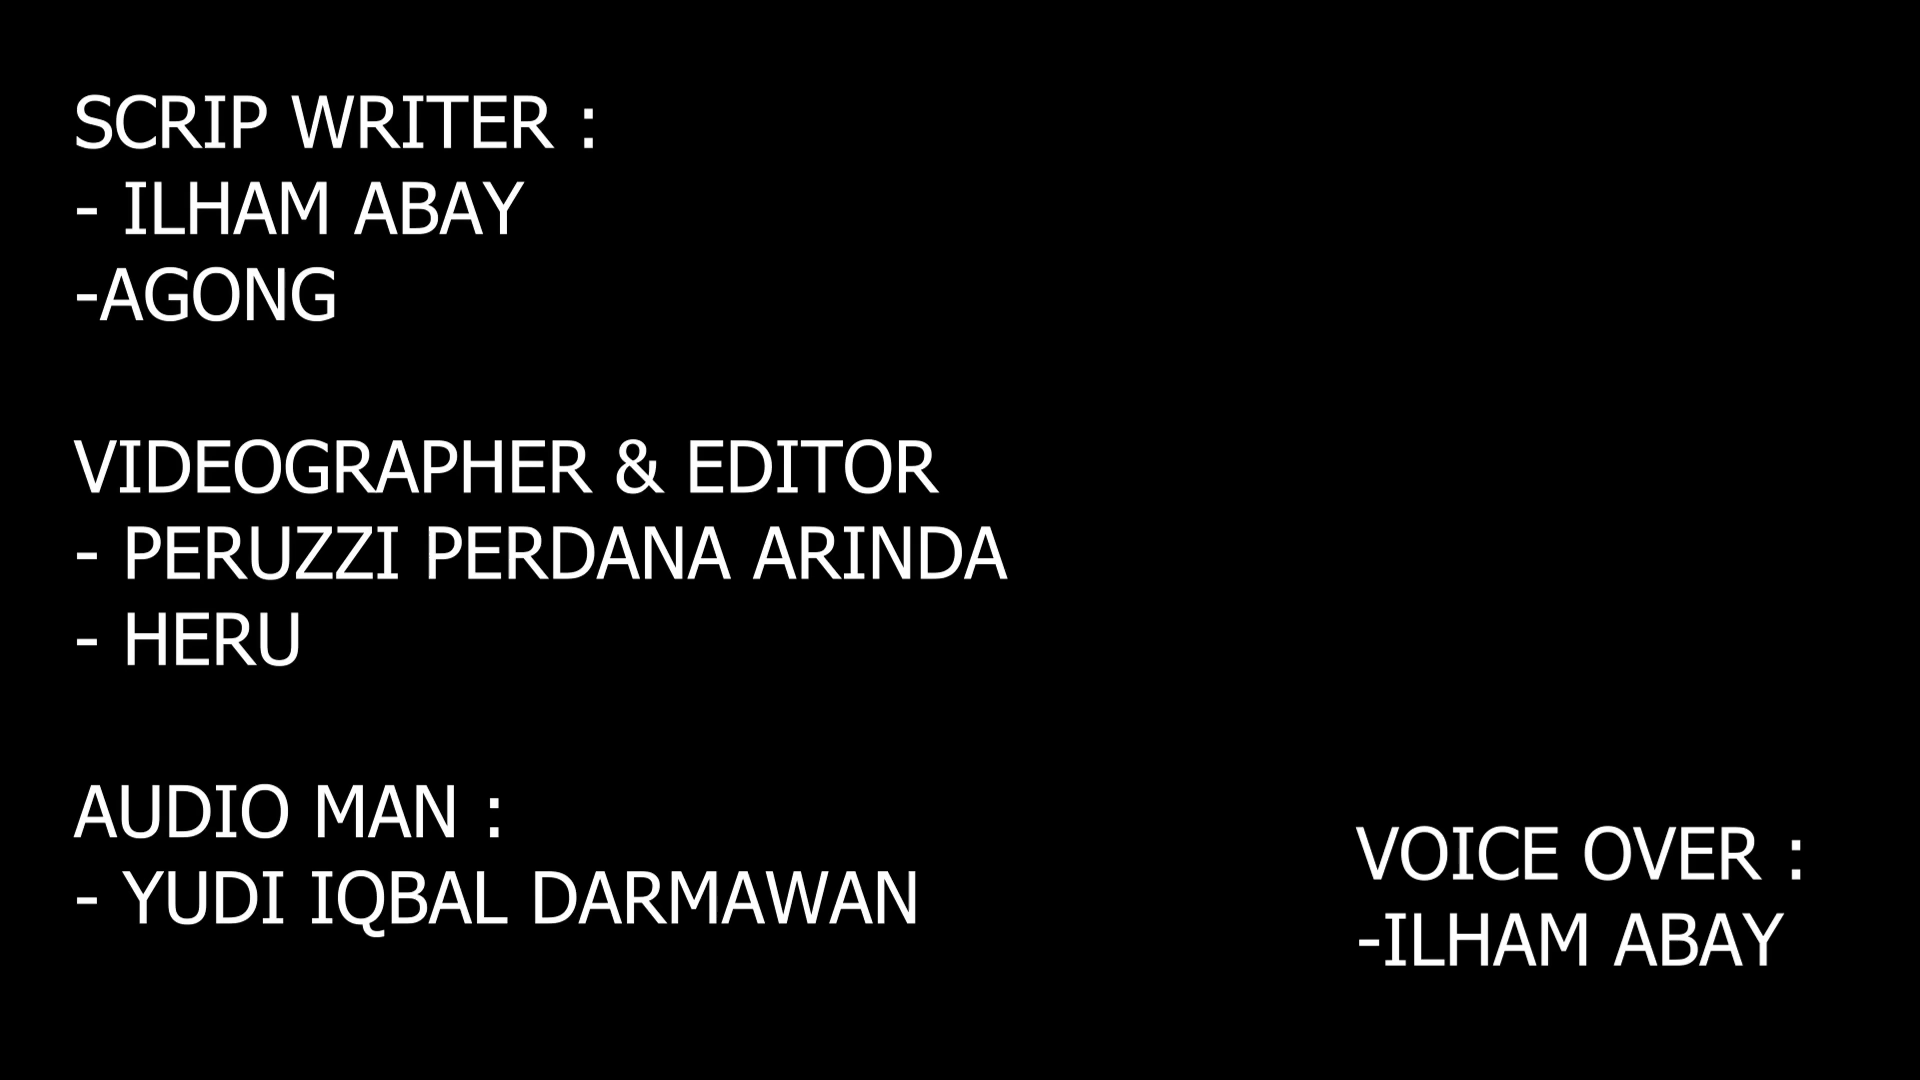 SCRIP WRITER :
- ILHAM ABAY
-AGONG
VIDEOGRAPHER & EDITOR
- PERUZZI PERDANA ARINDA
- HERU
AUDIO MAN :
- YUDI IQBAL DARMAWAN
VOICE OVER :
-ILHAM ABAY